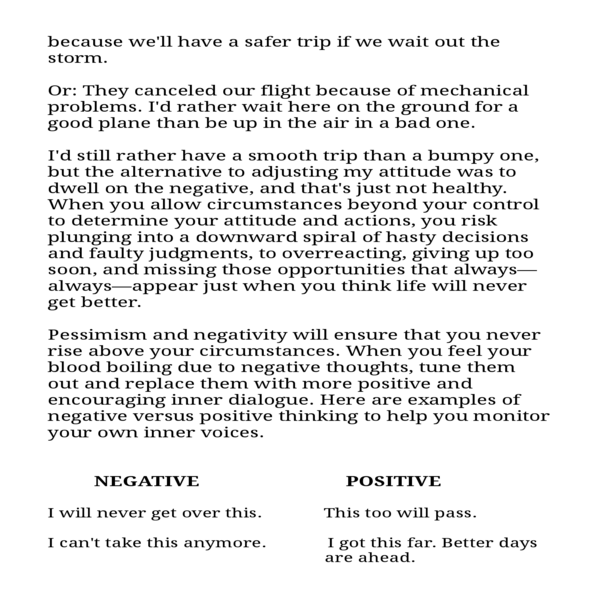 because we'll have a safer trip if we wait out the
storm.
Or: They canceled our flight because of mechanical
problems. I'd rather wait here on the ground for a
good plane than be up in the air in a bad one.
I'd still rather have a smooth trip than a bumpy one,
but the alternative to adjusting my attitude was to
dwell on the negative, and that's just not healthy.
When you allow circumstances beyond your control
to determine your attitude and actions, you risk
plunging into a downward spiral of hasty decisions
and faulty judgments, to overreacting, giving up too
soon, and missing those opportunities that always—
always—appear just when you think life will never
get better.
Pessimism and negativity will ensure that you never
rise above your circumstances. When you feel your
blood boiling due to negative thoughts, tune them
out and replace them with more positive and
encouraging inner dialogue. Here are examples of
negative versus positive thinking to help you monitor
your own inner voices.
NEGATIVE POSITIVE
I will never get over this. This too will pass.
I can't take this anymore. I got this far. Better days
are ahead.